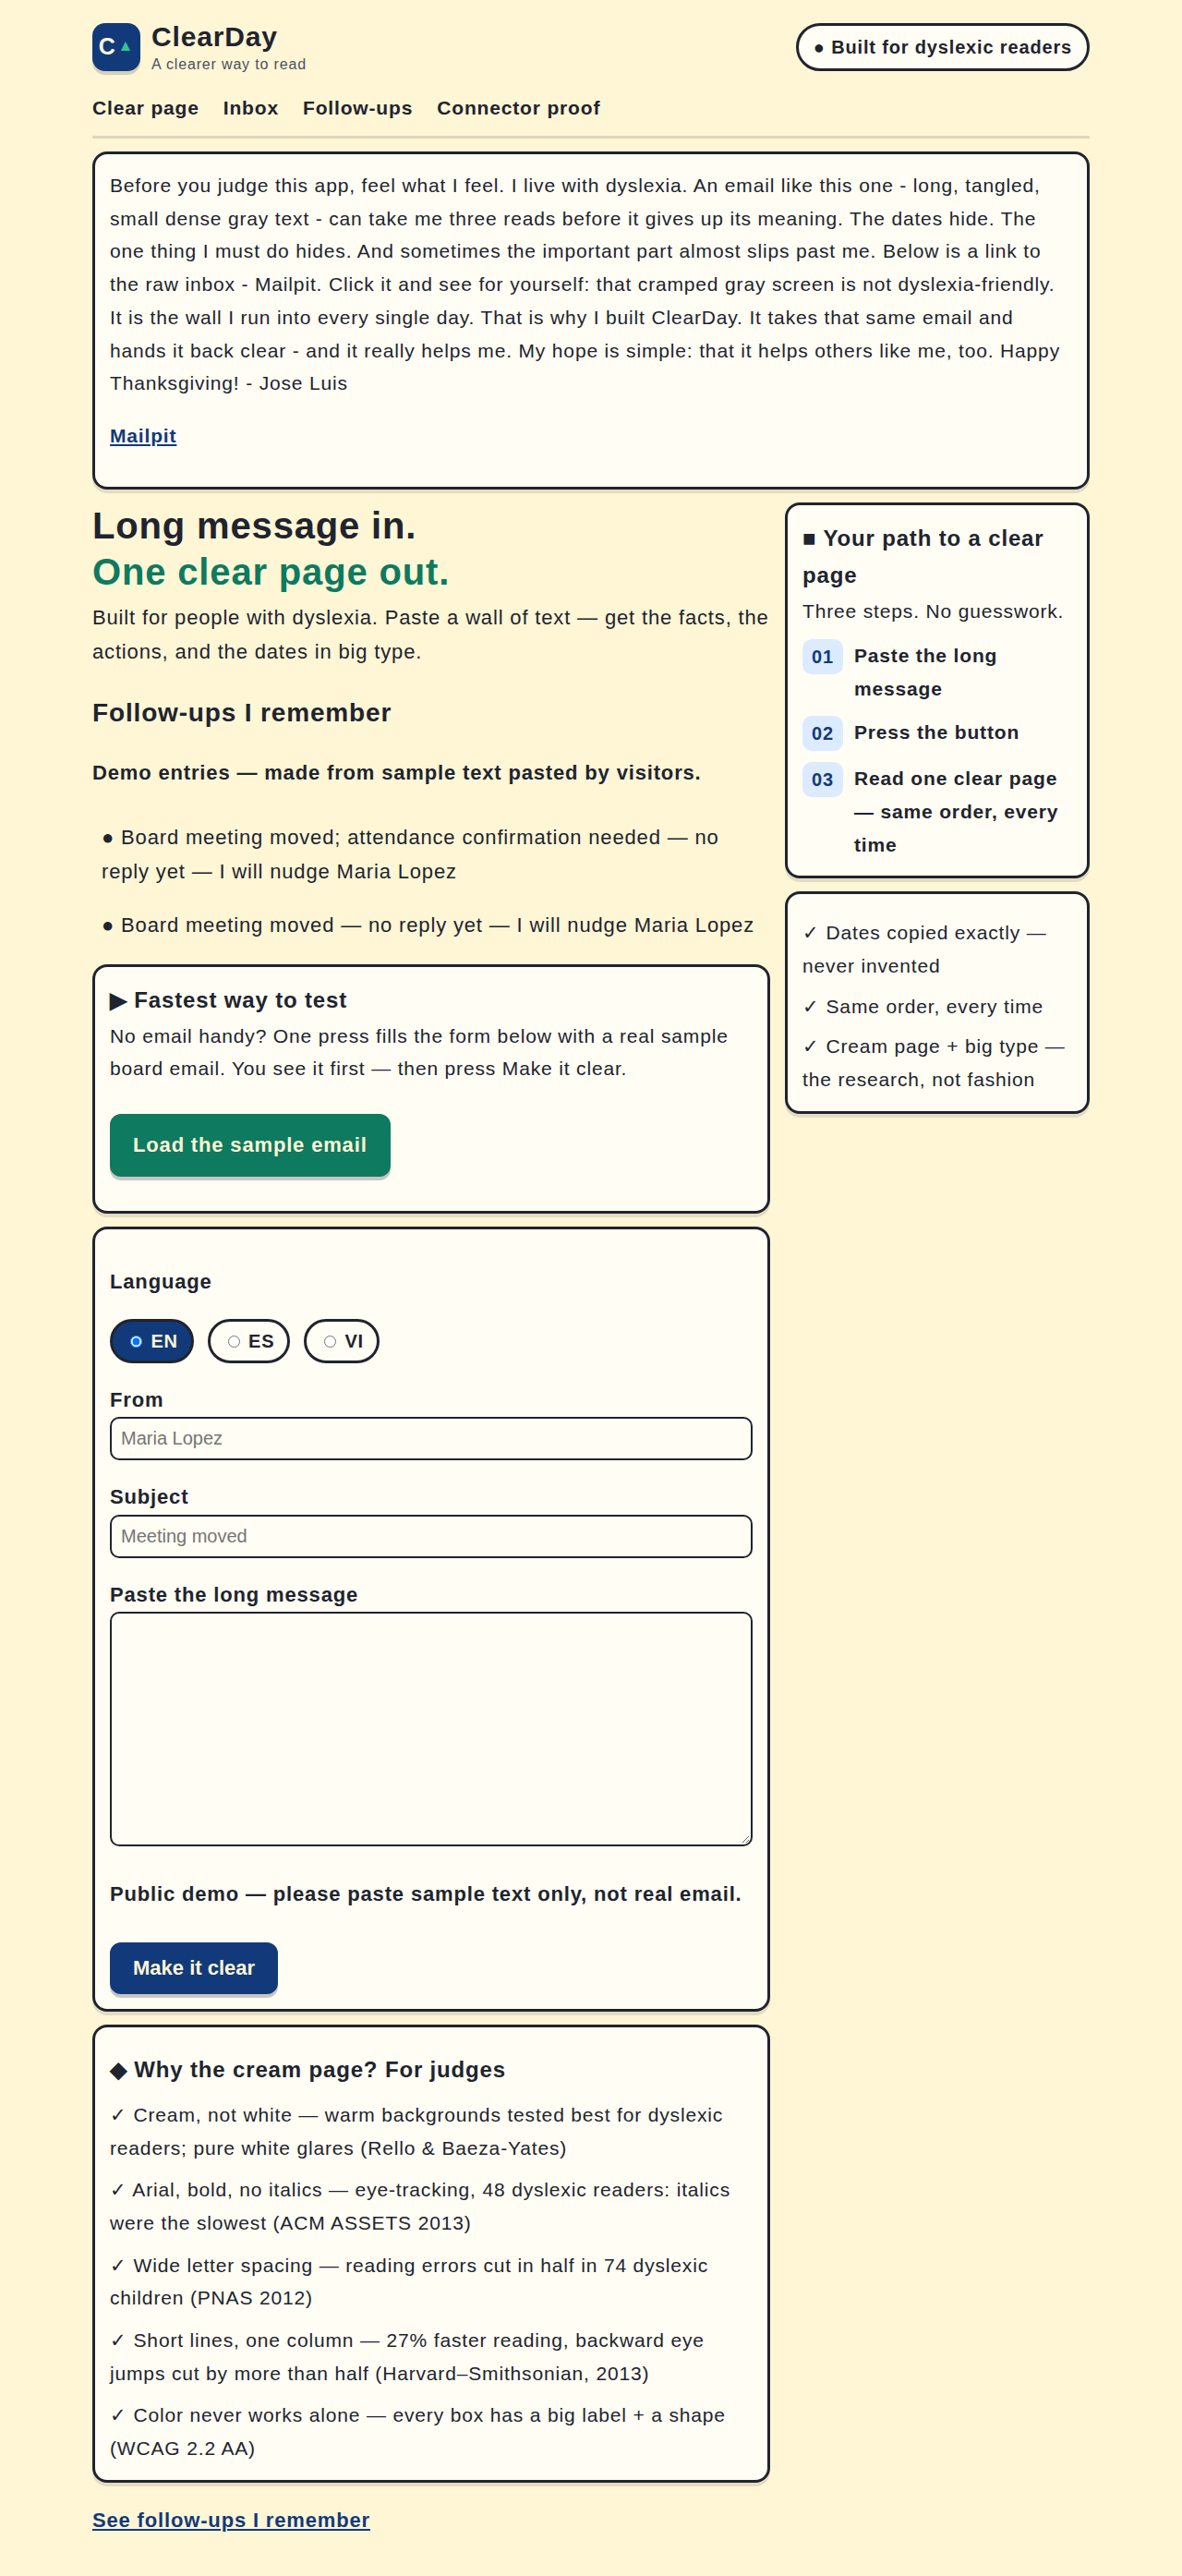 C▲
ClearDay
A clearer way to read
● Built for dyslexic readers
Clear page Inbox Follow-ups Connector proof
Before you judge this app, feel what I feel. I live with dyslexia. An email like this one - long, tangled,
small dense gray text - can take me three reads before it gives up its meaning. The dates hide. The
one thing I must do hides. And sometimes the important part almost slips past me. Below is a link to
the raw inbox - Mailpit. Click it and see for yourself: that cramped gray screen is not dyslexia-friendly.
It is the wall I run into every single day. That is why I built ClearDay. It takes that same email and
hands it back clear - and it really helps me. My hope is simple: that it helps others like me, too. Happy
Thanksgiving! - Jose Luis
Mailpit
Long message in.
One clear page out.
Built for people with dyslexia. Paste a wall of text — get the facts, the
actions, and the dates in big type.
Follow-ups I remember
Demo entries — made from sample text pasted by visitors.
● Board meeting moved; attendance confirmation needed — no
reply yet — I will nudge Maria Lopez
● Board meeting moved — no reply yet — I will nudge Maria Lopez
▶ Fastest way to test
No email handy? One press fills the form below with a real sample
board email. You see it first — then press Make it clear.
Load the sample email
Language
EN ES VI
From
Maria Lopez
Subject
Meeting moved
Paste the long message
Public demo — please paste sample text only, not real email.
Make it clear
◆ Why the cream page? For judges
✓ Cream, not white — warm backgrounds tested best for dyslexic
readers; pure white glares (Rello & Baeza-Yates)
✓ Arial, bold, no italics — eye-tracking, 48 dyslexic readers: italics
were the slowest (ACM ASSETS 2013)
✓ Wide letter spacing — reading errors cut in half in 74 dyslexic
children (PNAS 2012)
✓ Short lines, one column — 27% faster reading, backward eye
jumps cut by more than half (Harvard–Smithsonian, 2013)
✓ Color never works alone — every box has a big label + a shape
(WCAG 2.2 AA)
See follow-ups I remember
■ Your path to a clear
page
Three steps. No guesswork.
01 Paste the long
message
02 Press the button
03 Read one clear page
— same order, every
time
✓ Dates copied exactly —
never invented
✓ Same order, every time
✓ Cream page + big type —
the research, not fashion